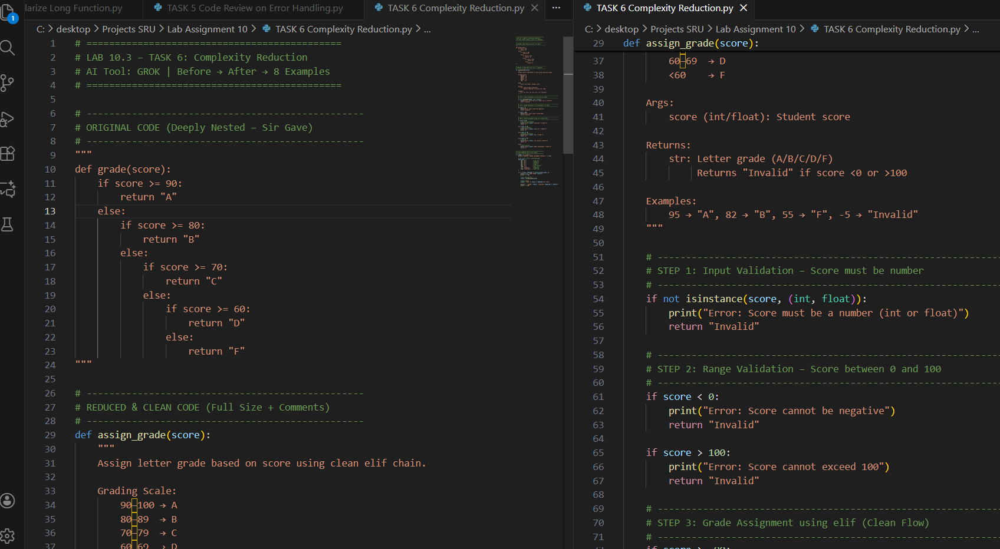 1
larize Long Function.py
TASK 5 Code Review on Error Handling.py
TASK 6 Complexity Reduction.py
C: > desktop > Projects SRU > Lab Assignment 10 > TASK 6 Complexity Reduction.py > ...
1 # =============================================
2 # LAB 10.3 – TASK 6: Complexity Reduction
3 # AI Tool: GROK | Before → After → 8 Examples
4 # =============================================
5
6 # -------------------------------------------------
7 # ORIGINAL CODE (Deeply Nested – Sir Gave)
8 # -------------------------------------------------
9 """
10 def grade(score):
11     if score >= 90:
12         return "A"
13     else:
14         if score >= 80:
15             return "B"
16         else:
17             if score >= 70:
18                 return "C"
19             else:
20                 if score >= 60:
21                     return "D"
22                 else:
23                     return "F"
24 """
25
26 # -------------------------------------------------
27 # REDUCED & CLEAN CODE (Full Size + Comments)
28 # -------------------------------------------------
29 def assign_grade(score):
30     """
31     Assign letter grade based on score using clean elif chain.
32
33     Grading Scale:
34         90–100 → A
35         80–89  → B
36         70–79  → C
37         60–69  → D
TASK 6 Complexity Reduction.py
C: > desktop > Projects SRU > Lab Assignment 10 > TASK 6 Complexity Reduction.py > ...
29 def assign_grade(score):
37         60–69  → D
38         <60    → F
39
40     Args:
41         score (int/float): Student score
42
43     Returns:
44         str: Letter grade (A/B/C/D/F)
45              Returns "Invalid" if score <0 or >100
46
47     Examples:
48         95 → "A", 82 → "B", 55 → "F", -5 → "Invalid"
49     """
50
51     # -------------------------------------------------------------
52     # STEP 1: Input Validation – Score must be number
53     # -------------------------------------------------------------
54     if not isinstance(score, (int, float)):
55         print("Error: Score must be a number (int or float)")
56         return "Invalid"
57
58     # -------------------------------------------------------------
59     # STEP 2: Range Validation – Score between 0 and 100
60     # -------------------------------------------------------------
61     if score < 0:
62         print("Error: Score cannot be negative")
63         return "Invalid"
64
65     if score > 100:
66         print("Error: Score cannot exceed 100")
67         return "Invalid"
68
69     # -------------------------------------------------------------
70     # STEP 3: Grade Assignment using elif (Clean Flow)
71     # -------------------------------------------------------------